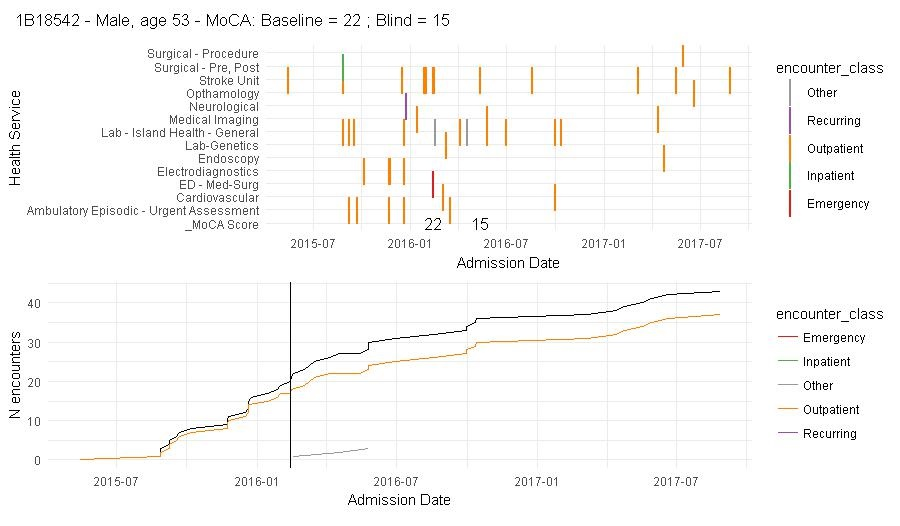 1B18542 - Male, age 53 - MoCA: Baseline = 22 ; Blind = 15
Health Service
Surgical - Procedure
Surgical - Pre, Post
Stroke Unit
Opthamology
Neurological
Medical Imaging
Lab - Island Health - General
Lab-Genetics
Endoscopy
Electrodiagnostics
ED - Med-Surg
Cardiovascular
Ambulatory Episodic - Urgent Assessment
_MoCA Score
22 15
2015-07 2016-01 2016-07 2017-01 2017-07
Admission Date
encounter_class
Other
Recurring
Outpatient
Inpatient
Emergency
N encounters
40
30
20
10
0
2015-07 2016-01 2016-07 2017-01 2017-07
Admission Date
encounter_class
Emergency
Inpatient
Other
Outpatient
Recurring